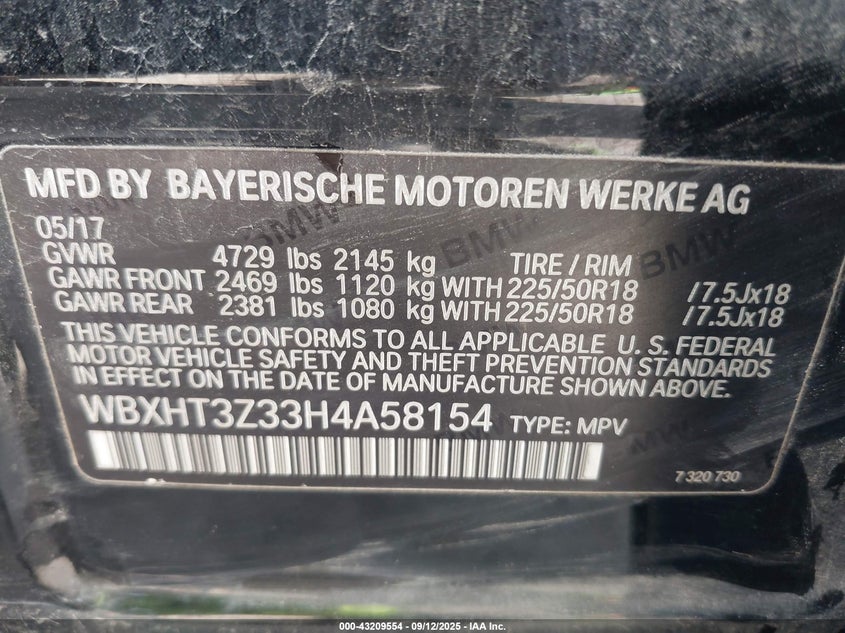 MFD BY BAYERISCHE MOTOREN WERKE AG
05/17
GVWR 4729 lbs 2145 kg TIRE / RIM
GAWR FRONT 2469 lbs 1120 kg WITH 225/50R18 /7.5Jx18
GAWR REAR 2381 lbs 1080 kg WITH 225/50R18 /7.5Jx18
THIS VEHICLE CONFORMS TO ALL APPLICABLE U. S. FEDERAL
MOTOR VEHICLE SAFETY AND THEFT PREVENTION STANDARDS
IN EFFECT ON THE DATE OF MANUFACTURE SHOWN ABOVE.
WBXHT3Z33H4A58154 TYPE: MPV
7 320 730
BMW
BMW
BMW
000-43209554 - 09/12/2025 - IAA Inc.